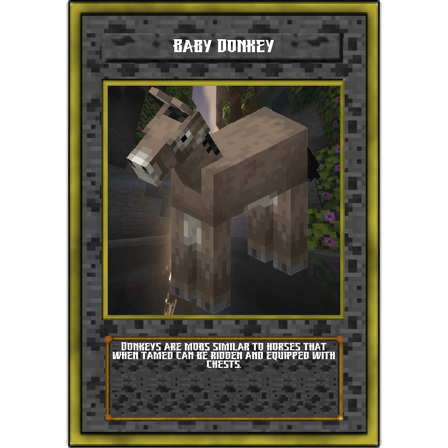 Baby Donkey
Donkeys are mobs similar to horses that
when tamed can be ridden and equipped with
chests.